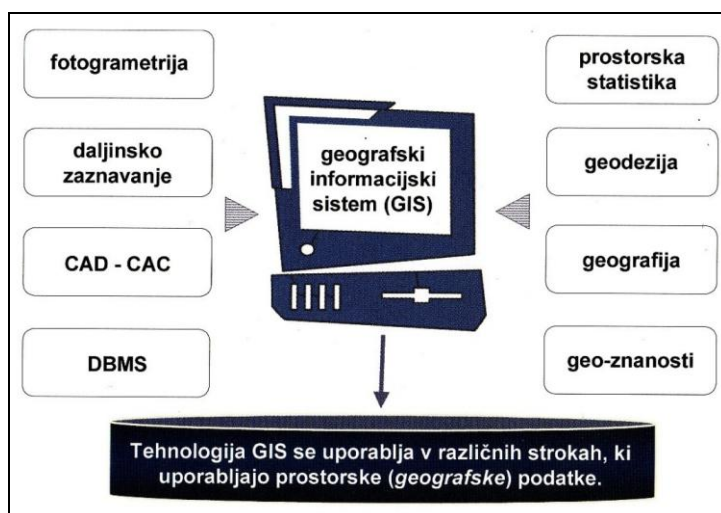 fotogrametrija
daljinsko
zaznavanje
CAD - CAC
DBMS
geografski
informacijski
sistem (GIS)
prostorska
statistika
geodezija
geografija
geo-znanosti
Tehnologija GIS se uporablja v različnih strokah, ki
uporabljajo prostorske (geografske) podatke.